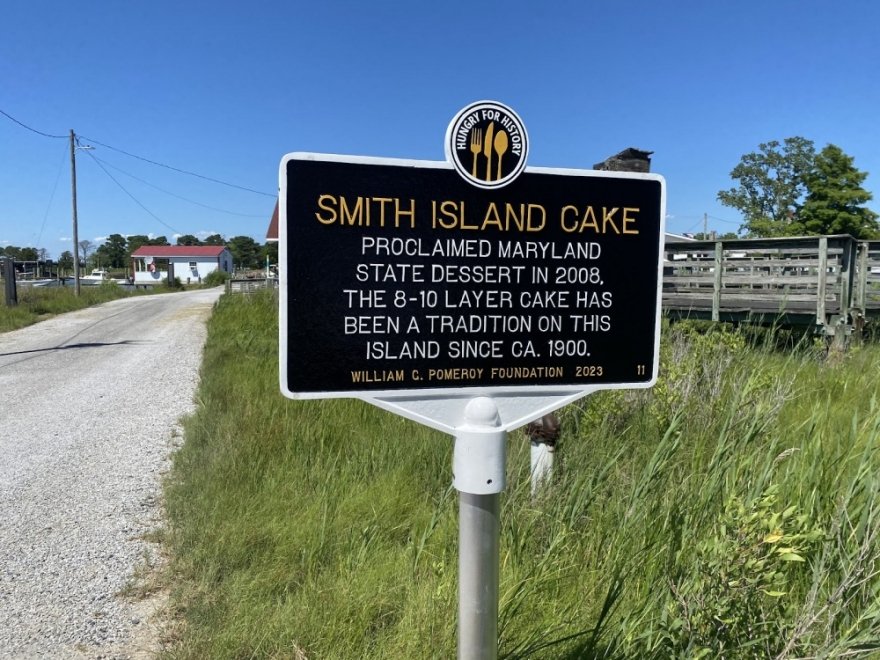 HUNGRY FOR HISTORY
SMITH ISLAND CAKE
PROCLAIMED MARYLAND
STATE DESSERT IN 2008,
THE 8-10 LAYER CAKE HAS
BEEN A TRADITION ON THIS
ISLAND SINCE CA. 1900.
WILLIAM G. POMEROY FOUNDATION 2023 11